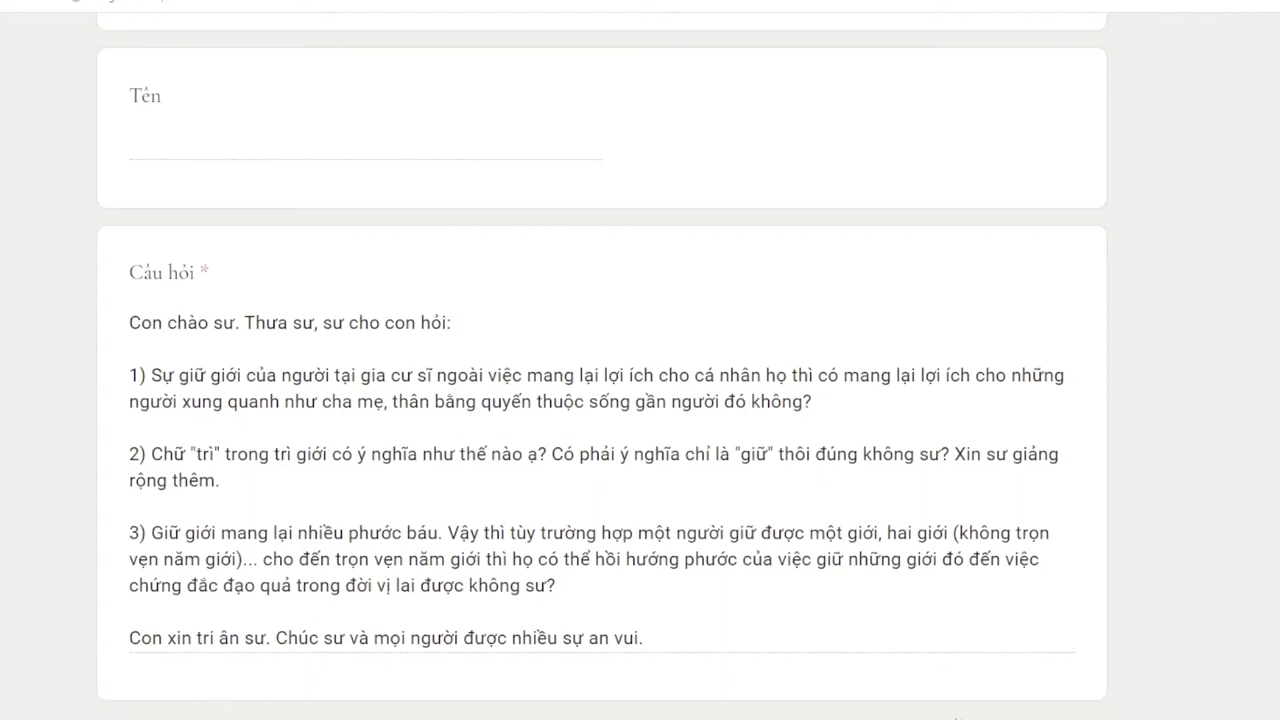 Tên
Câu hỏi *
Con chào sư. Thưa sư, sư cho con hỏi:
1) Sự giữ giới của người tại gia cư sĩ ngoài việc mang lại lợi ích cho cá nhân họ thì có mang lại lợi ích cho những
người xung quanh như cha mẹ, thân bằng quyến thuộc sống gần người đó không?
2) Chữ "trì" trong trì giới có ý nghĩa như thế nào ạ? Có phải ý nghĩa chỉ là "giữ" thôi đúng không sư? Xin sư giảng
rộng thêm.
3) Giữ giới mang lại nhiều phước báu. Vậy thì tùy trường hợp một người giữ được một giới, hai giới (không trọn
vẹn năm giới)... cho đến trọn vẹn năm giới thì họ có thể hồi hướng phước của việc giữ những giới đó đến việc
chứng đắc đạo quả trong đời vị lai được không sư?
Con xin tri ân sư. Chúc sư và mọi người được nhiều sự an vui.